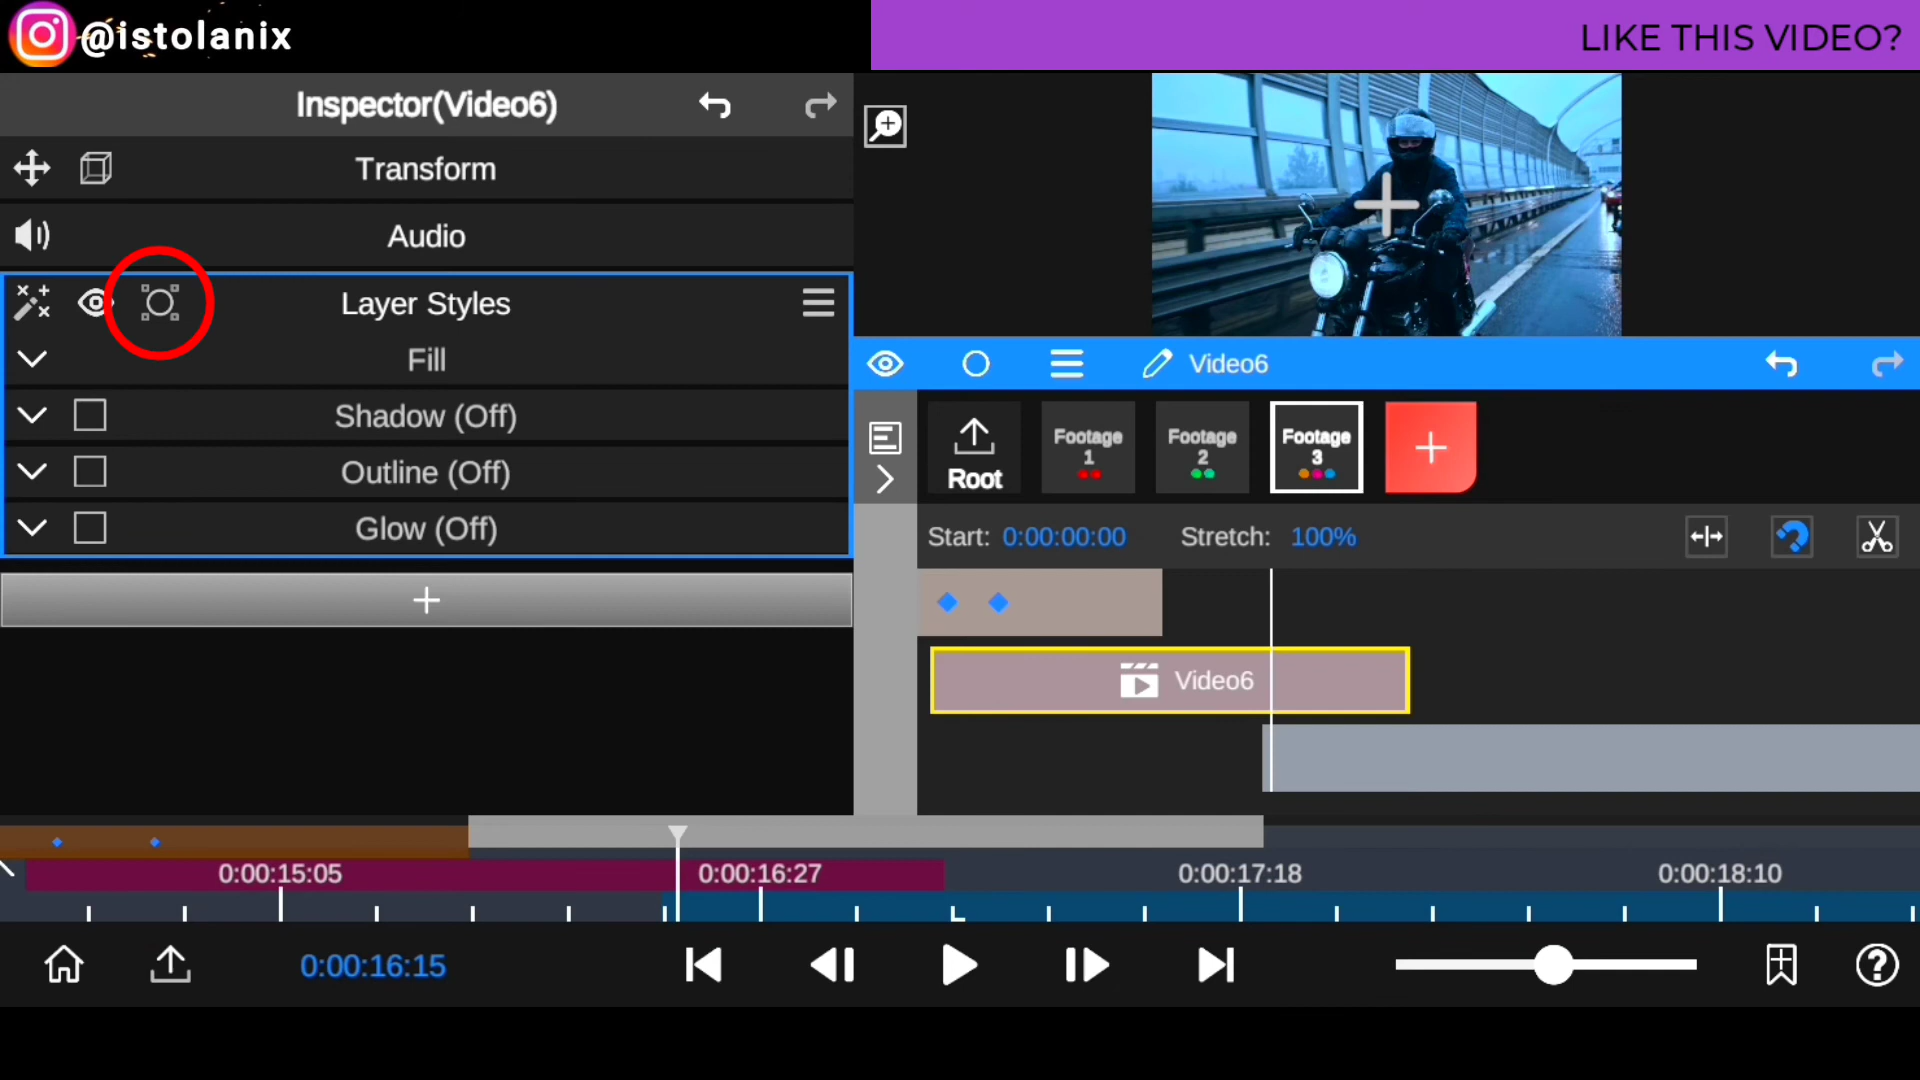 @istolanix
LIKE THIS VIDEO?
Inspector(Video6)
Transform
Audio
Layer Styles
Fill
Shadow (Off)
Outline (Off)
Glow (Off)
Video6
Root
Footage
1
Footage
2
Footage
3
Start: 0:00:00:00 Stretch: 100%
Video6
0:00:15:05 0:00:16:27 0:00:17:18 0:00:18:10
0:00:16:15